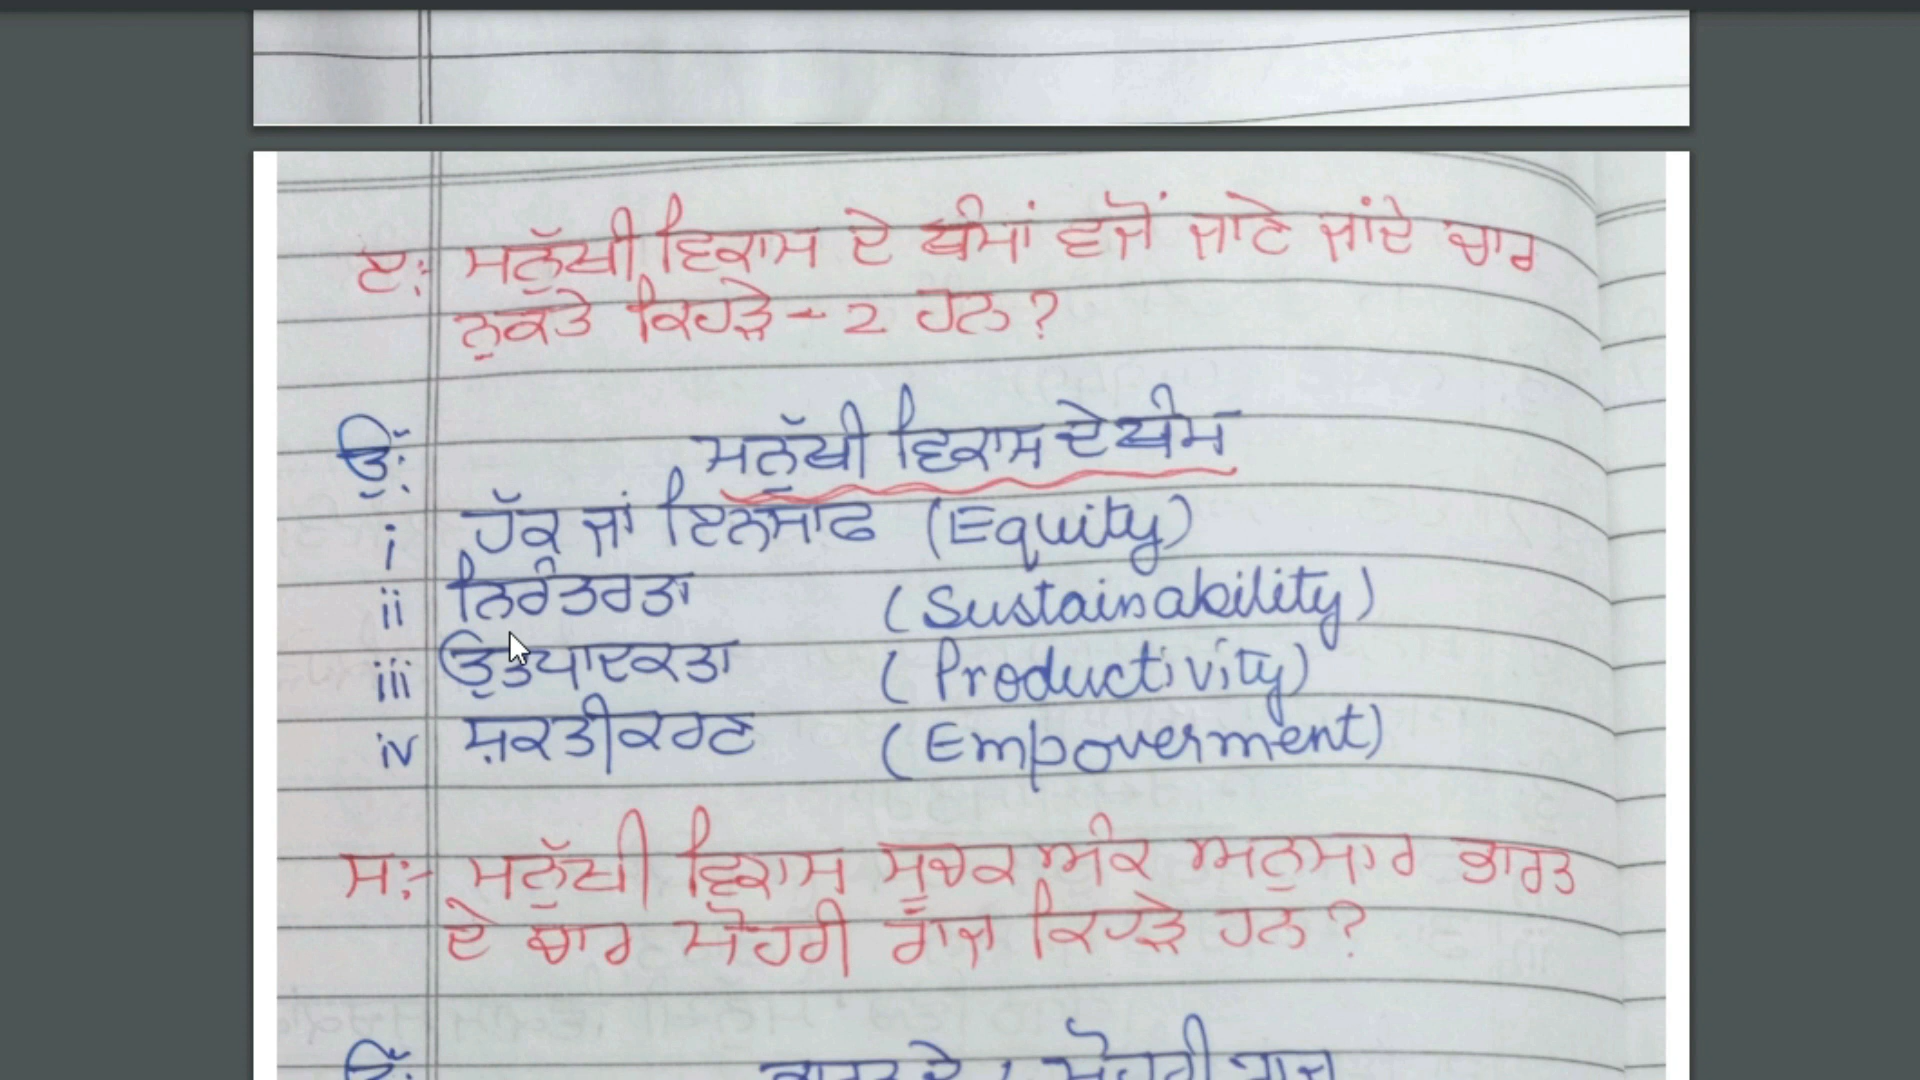 ੲ:- ਮਨੁੱਖੀ ਵਿਕਾਸ ਦੇ ਥੰਮਾਂ ਵਜੋਂ ਜਾਣੇ ਜਾਂਦੇ ਚਾਰ
ਨੁਕਤੇ ਕਿਹੜੇ - 2 ਹਨ ?
ਉੱ: ਮਨੁੱਖੀ ਵਿਕਾਸ ਦੇ ਥੰਮ
i ਹੱਕ ਜਾਂ ਇਨਸਾਫ (Equity)
ii ਨਿਰੰਤਰਤਾ (Sustainability)
iii ਉਤਪਾਦਕਤਾ (Productivity)
iv ਸ਼ਕਤੀਕਰਣ (Empoverment)
ਸ:- ਮਨੁੱਖੀ ਵਿਕਾਸ ਸੂਚਕ ਅੰਕ ਅਨੁਸਾਰ ਭਾਰਤ
ਦੇ ਚਾਰ ਮੋਹਰੀ ਰਾਜ ਕਿਹੜੇ ਹਨ ?